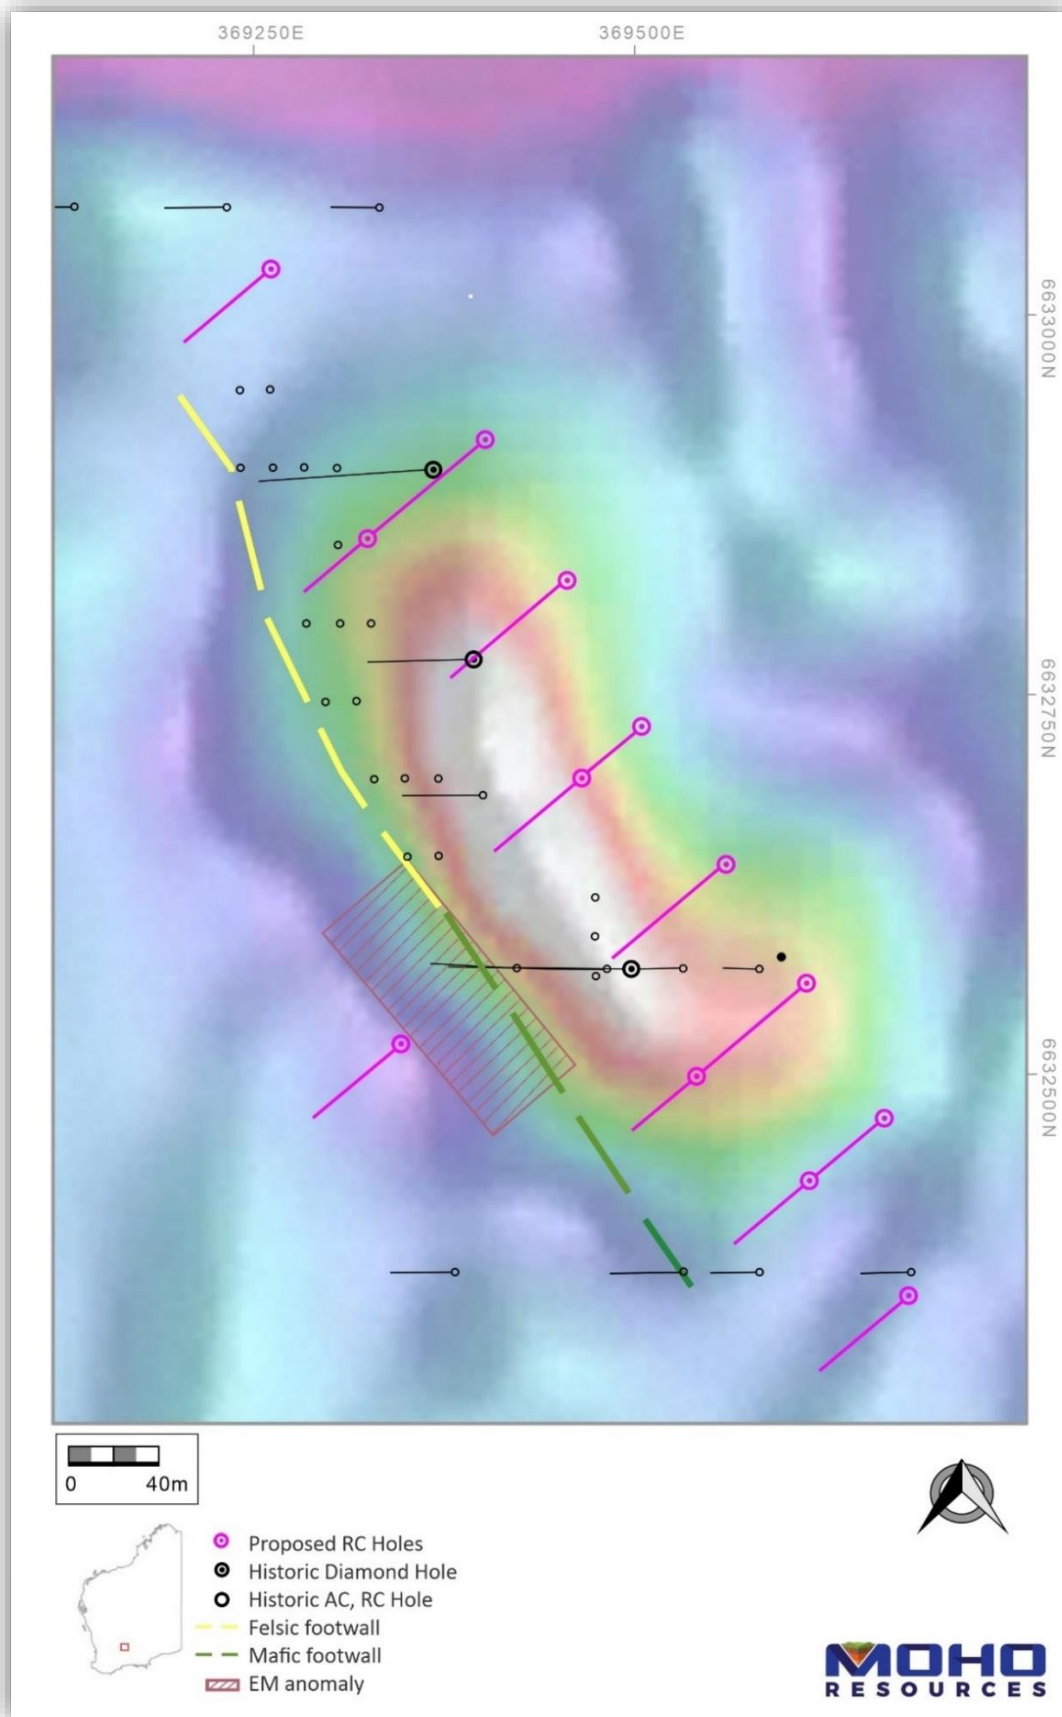 369250E 369500E
6633000N
6632750N
6632500N
0 40m
Proposed RC Holes
Historic Diamond Hole
Historic AC, RC Hole
Felsic footwall
Mafic footwall
EM anomaly
MOHO
RESOURCES